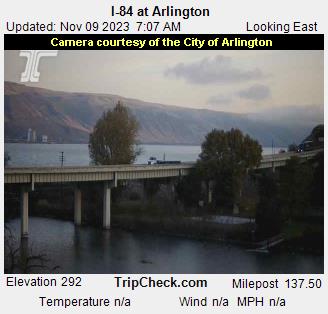 I-84 at Arlington
Updated: Nov 09 2023 7:07 AM Looking East
Camera courtesy of the City of Arlington
Elevation 292 TripCheck.com Milepost 137.50
Temperature n/a Wind n/a MPH n/a